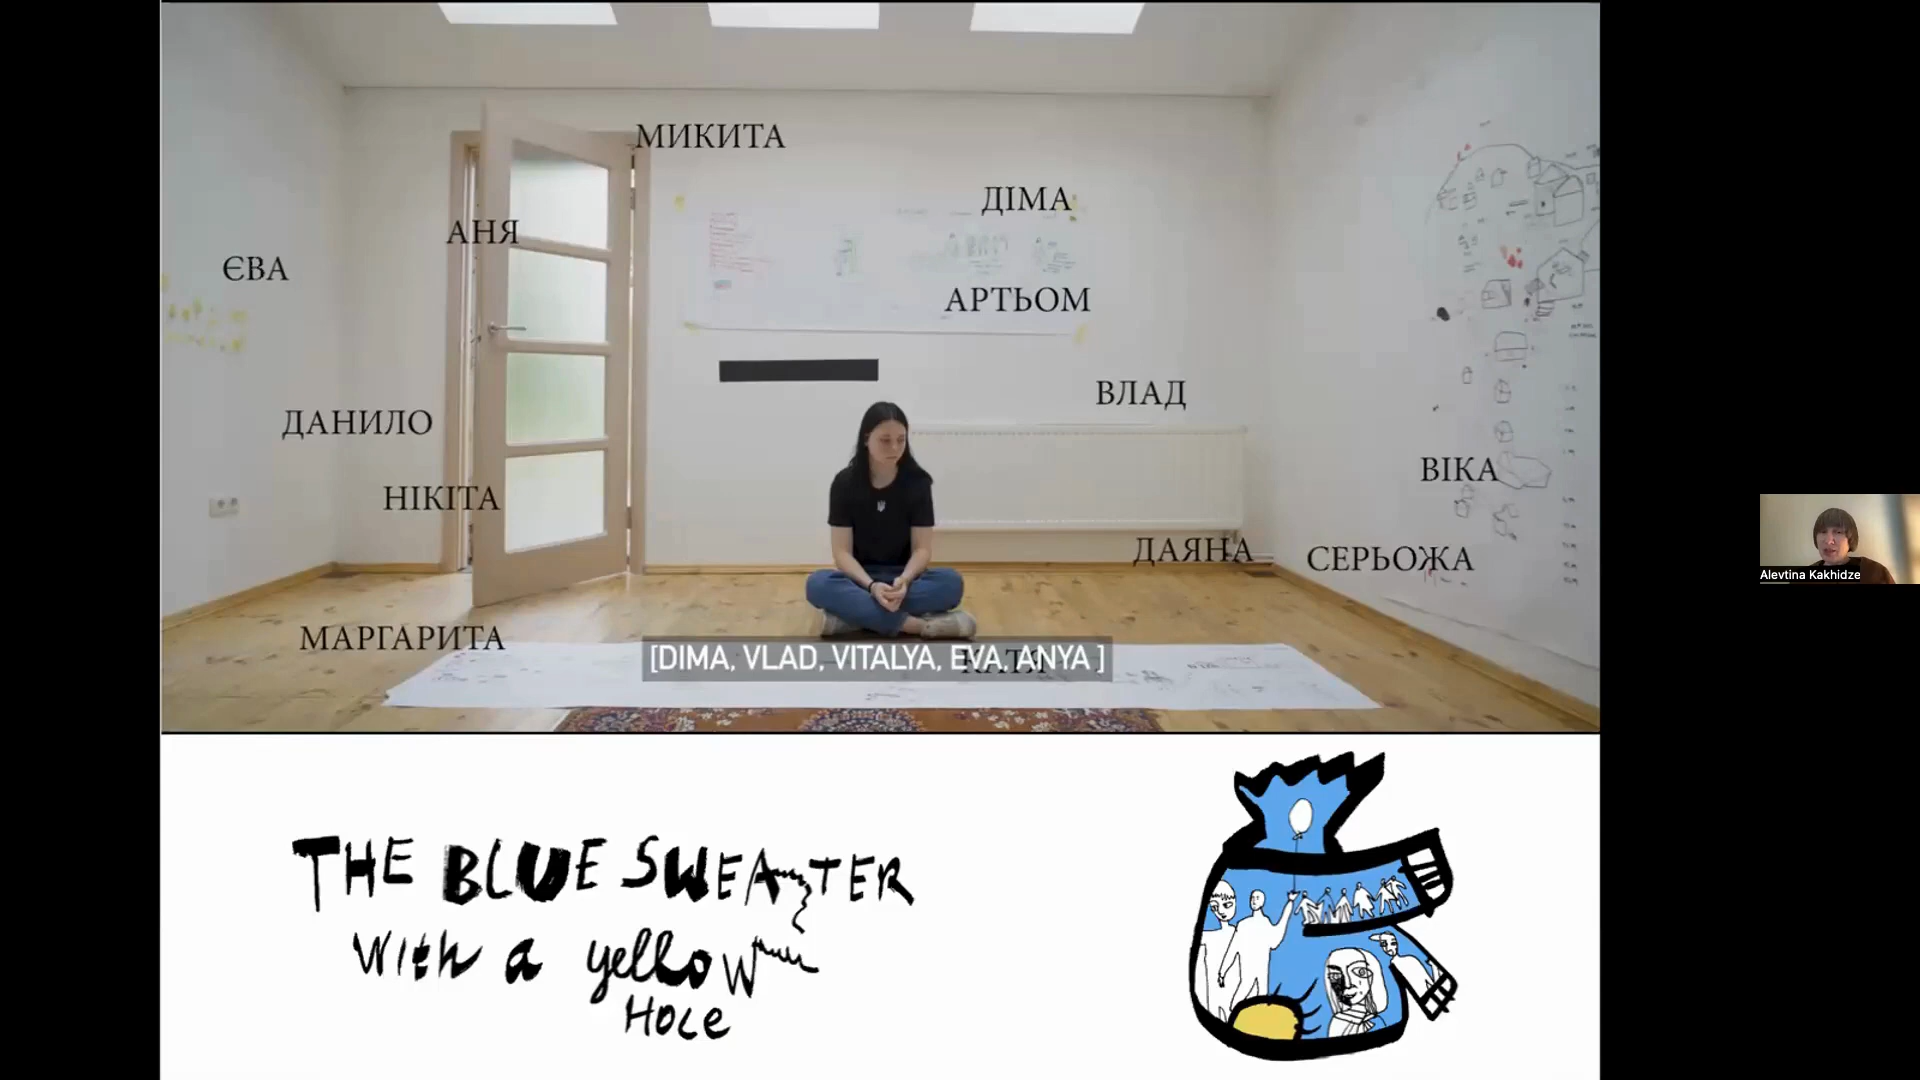 МИКИТА
ДІМА
АНЯ
ЄВА
АРТЬОМ
ВЛАД
ДАНИЛО
ВІКА
НІКІТА
ДАЯНА
СЕРЬОЖА
МАРГАРИТА
КАТЯ
[DIMA, VLAD, VITALYA, EVA, ANYA ]
Alevtina Kakhidze
THE BLUE SWEATER
with a yellow
HOLE